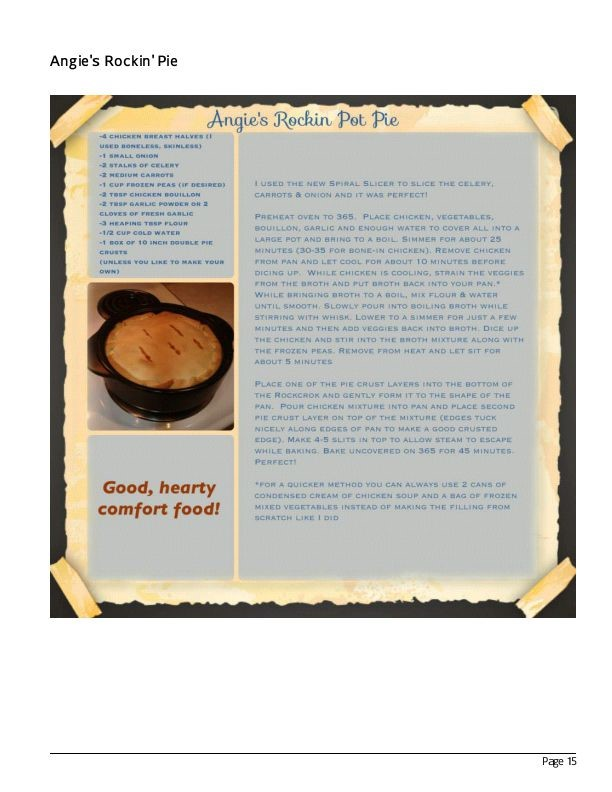 Angie's Rockin' Pie
Angie's Rockin Pot Pie
-4 CHICKEN BREAST HALVES (I
USED BONELESS, SKINLESS)
-1 SMALL ONION
-2 STALKS OF CELERY
-2 MEDIUM CARROTS
-1 CUP FROZEN PEAS (IF DESIRED)
-2 TBSP CHICKEN BOUILLON
-2 TBSP GARLIC POWDER OR 2
CLOVES OF FRESH GARLIC
-3 HEAPING TBSP FLOUR
-1/2 CUP COLD WATER
-1 BOX OF 10 INCH DOUBLE PIE
CRUSTS
(UNLESS YOU LIKE TO MAKE YOUR
OWN)
Good, hearty
comfort food!
I USED THE NEW SPIRAL SLICER TO SLICE THE CELERY,
CARROTS & ONION AND IT WAS PERFECT!
PREHEAT OVEN TO 365. PLACE CHICKEN, VEGETABLES,
BOUILLON, GARLIC AND ENOUGH WATER TO COVER ALL INTO A
LARGE POT AND BRING TO A BOIL. SIMMER FOR ABOUT 25
MINUTES (30-35 FOR BONE-IN CHICKEN). REMOVE CHICKEN
FROM PAN AND LET COOL FOR ABOUT 10 MINUTES BEFORE
DICING UP. WHILE CHICKEN IS COOLING, STRAIN THE VEGGIES
FROM THE BROTH AND PUT BROTH BACK INTO YOUR PAN.*
WHILE BRINGING BROTH TO A BOIL, MIX FLOUR & WATER
UNTIL SMOOTH. SLOWLY POUR INTO BOILING BROTH WHILE
STIRRING WITH WHISK. LOWER TO A SIMMER FOR JUST A FEW
MINUTES AND THEN ADD VEGGIES BACK INTO BROTH. DICE UP
THE CHICKEN AND STIR INTO THE BROTH MIXTURE ALONG WITH
THE FROZEN PEAS. REMOVE FROM HEAT AND LET SIT FOR
ABOUT 5 MINUTES
PLACE ONE OF THE PIE CRUST LAYERS INTO THE BOTTOM OF
THE ROCKCROK AND GENTLY FORM IT TO THE SHAPE OF THE
PAN. POUR CHICKEN MIXTURE INTO PAN AND PLACE SECOND
PIE CRUST LAYER ON TOP OF THE MIXTURE (EDGES TUCK
NICELY ALONG EDGES OF PAN TO MAKE A GOOD CRUSTED
EDGE). MAKE 4-5 SLITS IN TOP TO ALLOW STEAM TO ESCAPE
WHILE BAKING. BAKE UNCOVERED ON 365 FOR 45 MINUTES.
PERFECT!
*FOR A QUICKER METHOD YOU CAN ALWAYS USE 2 CANS OF
CONDENSED CREAM OF CHICKEN SOUP AND A BAG OF FROZEN
MIXED VEGETABLES INSTEAD OF MAKING THE FILLING FROM
SCRATCH LIKE I DID
Page 15